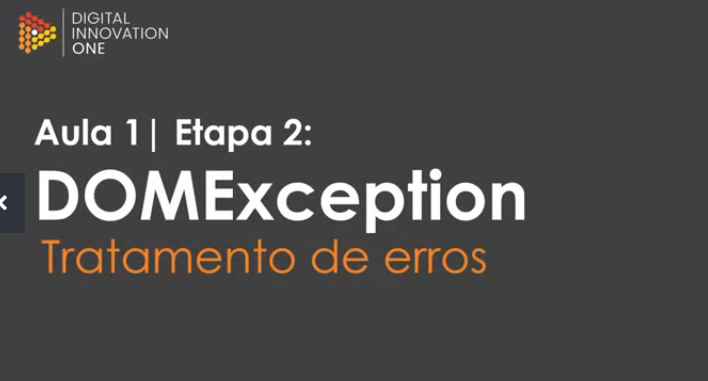 DIGITAL
INNOVATION
ONE
Aula 1| Etapa 2:
DOMException
Tratamento de erros